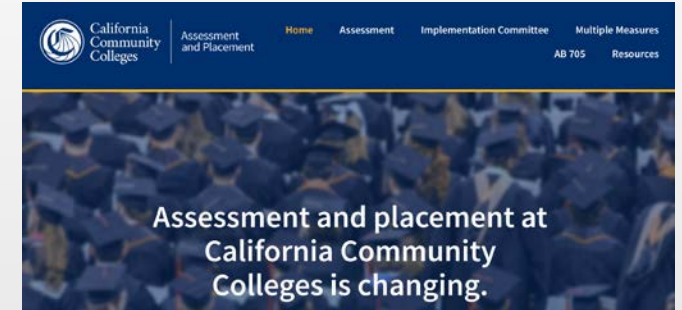 California
Community
Colleges
Assessment
and Placement
Home Assessment Implementation Committee Multiple Measures
AB 705 Resources
Assessment and placement at
California Community
Colleges is changing.